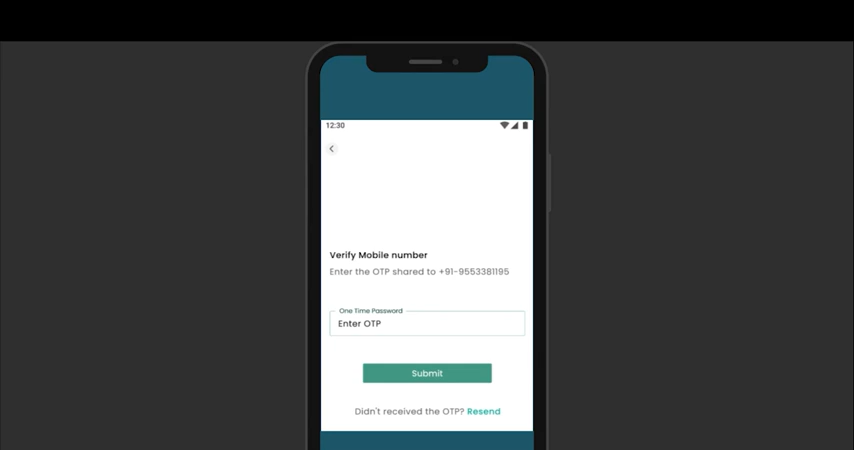 12:30
Verify Mobile number
Enter the OTP shared to +91-9553381195
One Time Password
Enter OTP
Submit
Didn't received the OTP? Resend